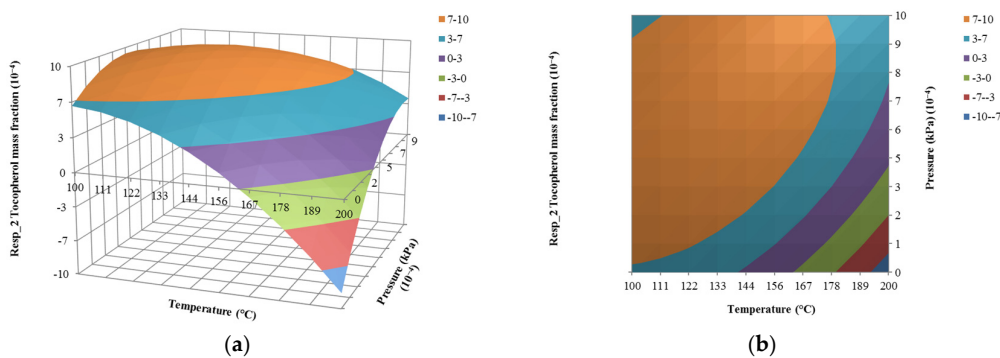 7-10
3-7
0-3
-3-0
-7--3
-10--7
Resp_2 Tocopherol mass fraction (10⁻⁴)
10
7
3
0
-3
-7
-10
100 111 122 133 144 156 167 178 189 200
0 2 5 7 9
Temperature (°C)
Pressure (kPa)
(10⁻⁴)
(a)
Resp_2 Tocopherol mass fraction (10⁻⁴)
10
9
8
7
6
5
3
2
1
0
Pressure (kPa) (10⁻⁴)
100 111 122 133 144 156 167 178 189 200
Temperature (°C)
7-10
3-7
0-3
-3-0
-7--3
-10--7
(b)